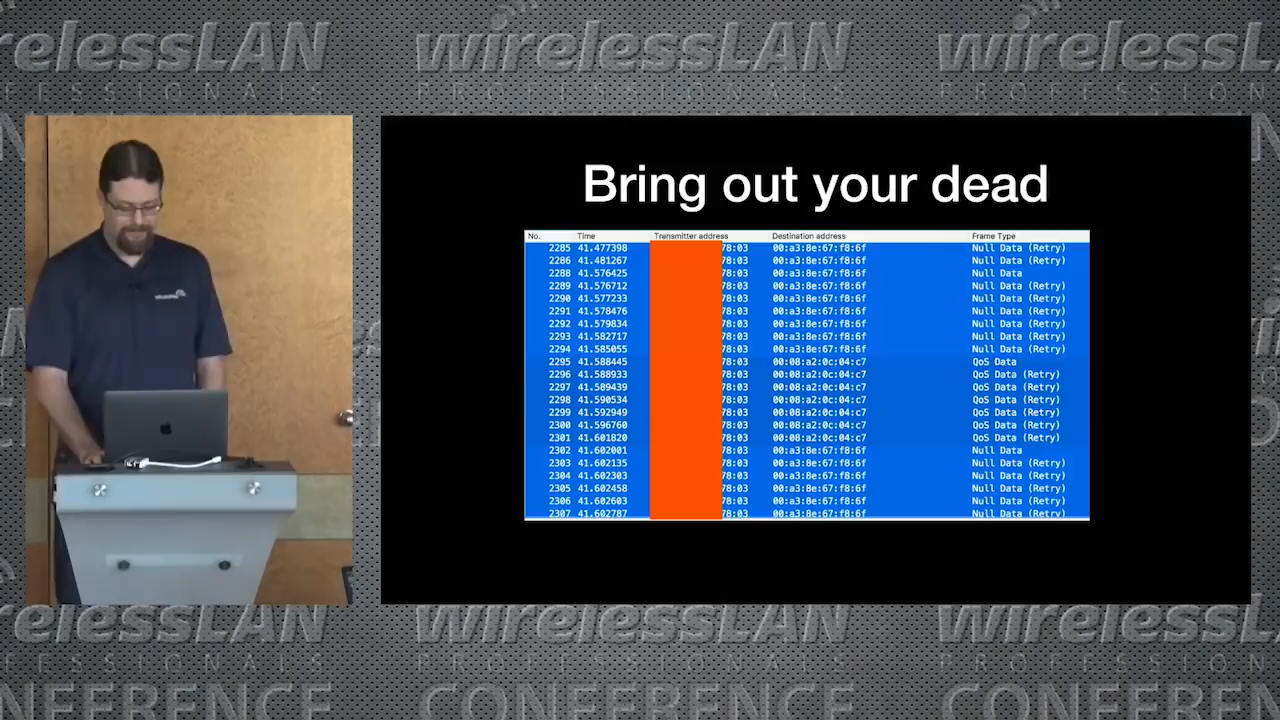 wirelessLAN
PROFESSIONALS
Bring out your dead
No. Time Transmitter address Destination address Frame Type
2285 41.477398 78:03 00:a3:8e:67:f8:6f Null Data (Retry)
2286 41.481267 78:03 00:a3:8e:67:f8:6f Null Data (Retry)
2288 41.576425 78:03 00:a3:8e:67:f8:6f Null Data
2289 41.576712 78:03 00:a3:8e:67:f8:6f Null Data (Retry)
2290 41.577233 78:03 00:a3:8e:67:f8:6f Null Data (Retry)
2291 41.578476 78:03 00:a3:8e:67:f8:6f Null Data (Retry)
2292 41.579834 78:03 00:a3:8e:67:f8:6f Null Data (Retry)
2293 41.582717 78:03 00:a3:8e:67:f8:6f Null Data (Retry)
2294 41.585055 78:03 00:a3:8e:67:f8:6f Null Data (Retry)
2295 41.588445 78:03 00:08:a2:0c:04:c7 QoS Data
2296 41.588933 78:03 00:08:a2:0c:04:c7 QoS Data (Retry)
2297 41.589439 78:03 00:08:a2:0c:04:c7 QoS Data (Retry)
2298 41.590534 78:03 00:08:a2:0c:04:c7 QoS Data (Retry)
2299 41.592949 78:03 00:08:a2:0c:04:c7 QoS Data (Retry)
2300 41.596760 78:03 00:08:a2:0c:04:c7 QoS Data (Retry)
2301 41.601820 78:03 00:08:a2:0c:04:c7 QoS Data (Retry)
2302 41.602001 78:03 00:a3:8e:67:f8:6f Null Data
2303 41.602135 78:03 00:a3:8e:67:f8:6f Null Data (Retry)
2304 41.602303 78:03 00:a3:8e:67:f8:6f Null Data (Retry)
2305 41.602458 78:03 00:a3:8e:67:f8:6f Null Data (Retry)
2306 41.602603 78:03 00:a3:8e:67:f8:6f Null Data (Retry)
2307 41.602787 78:03 00:a3:8e:67:f8:6f Null Data (Retry)
wirelessLAN
PROFESSIONALS
CONFERENCE